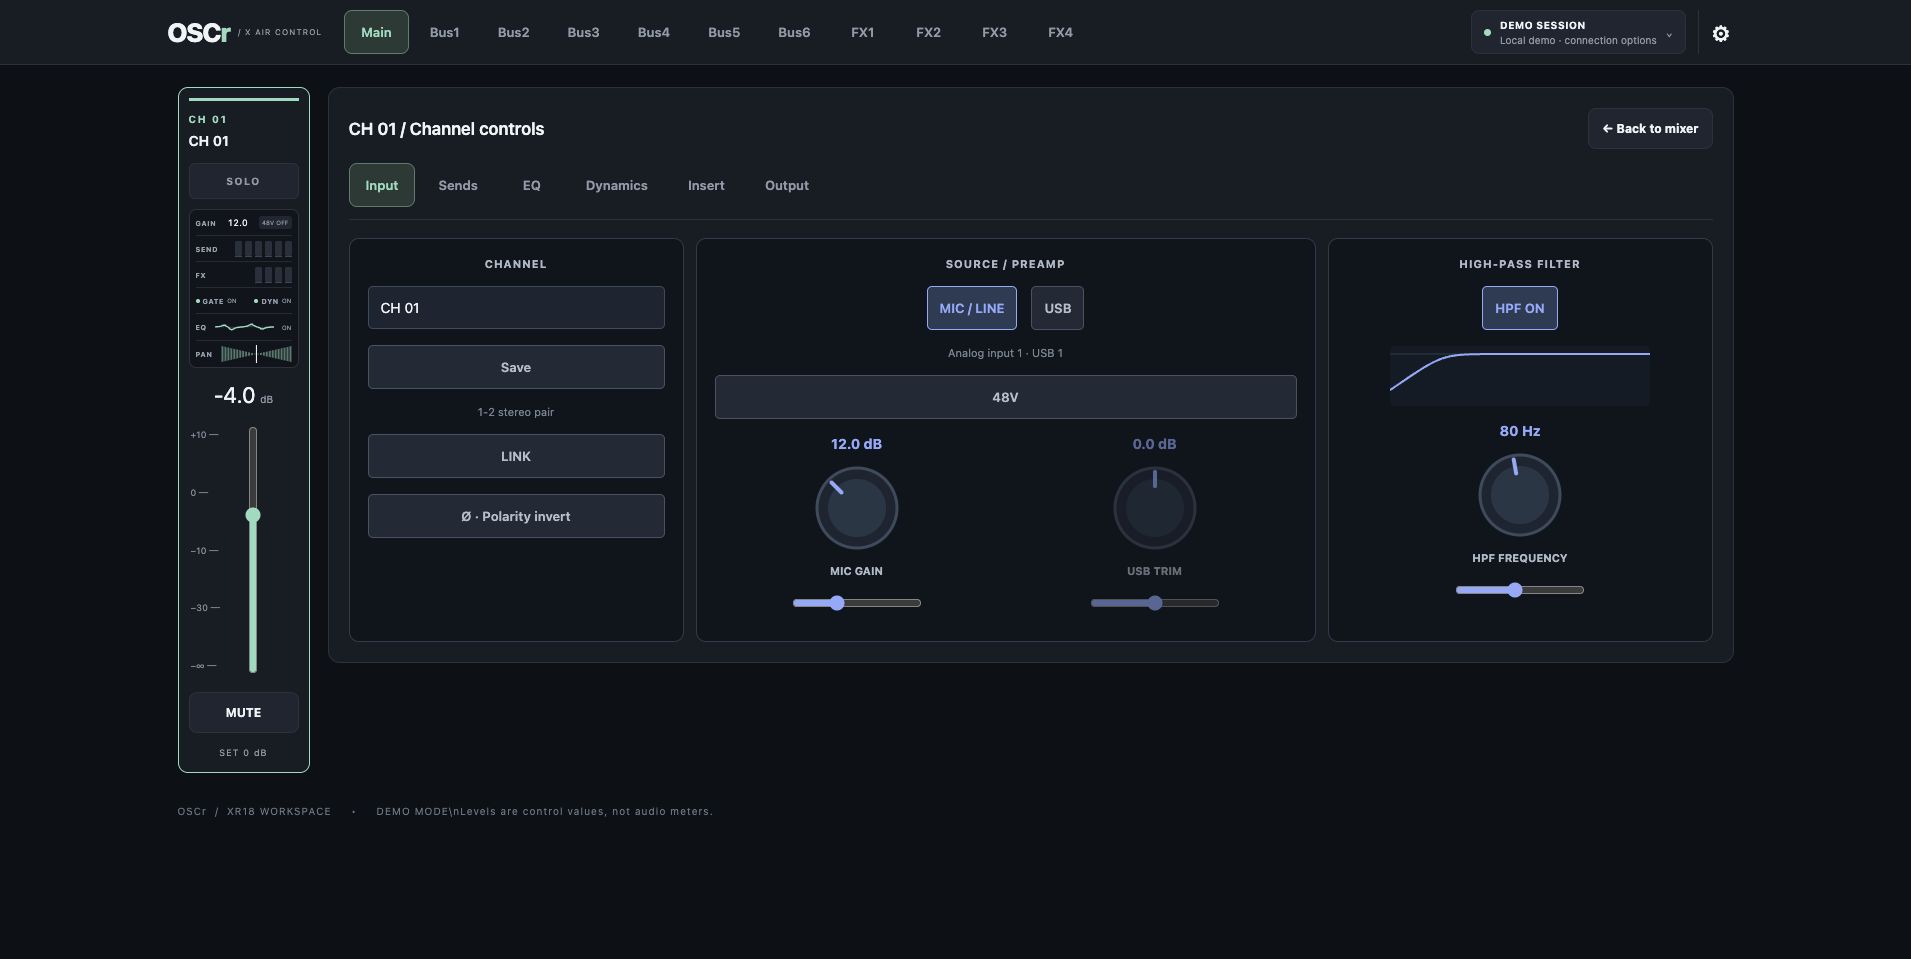 OSCr / X AIR CONTROL
Main Bus1 Bus2 Bus3 Bus4 Bus5 Bus6 FX1 FX2 FX3 FX4
DEMO SESSION
Local demo · connection options
CH 01
CH 01
SOLO
GAIN 12.0 48V OFF
SEND
FX
GATE ON DYN ON
EQ ON
PAN
-4.0 dB
+10
0
−10
−30
−∞
MUTE
SET 0 dB
CH 01 / Channel controls
← Back to mixer
Input Sends EQ Dynamics Insert Output
CHANNEL
CH 01
Save
1-2 stereo pair
LINK
Ø · Polarity invert
SOURCE / PREAMP
MIC / LINE USB
Analog input 1 · USB 1
48V
12.0 dB 0.0 dB
MIC GAIN USB TRIM
HIGH-PASS FILTER
HPF ON
80 Hz
HPF FREQUENCY
OSCr / XR18 WORKSPACE • DEMO MODE\nLevels are control values, not audio meters.